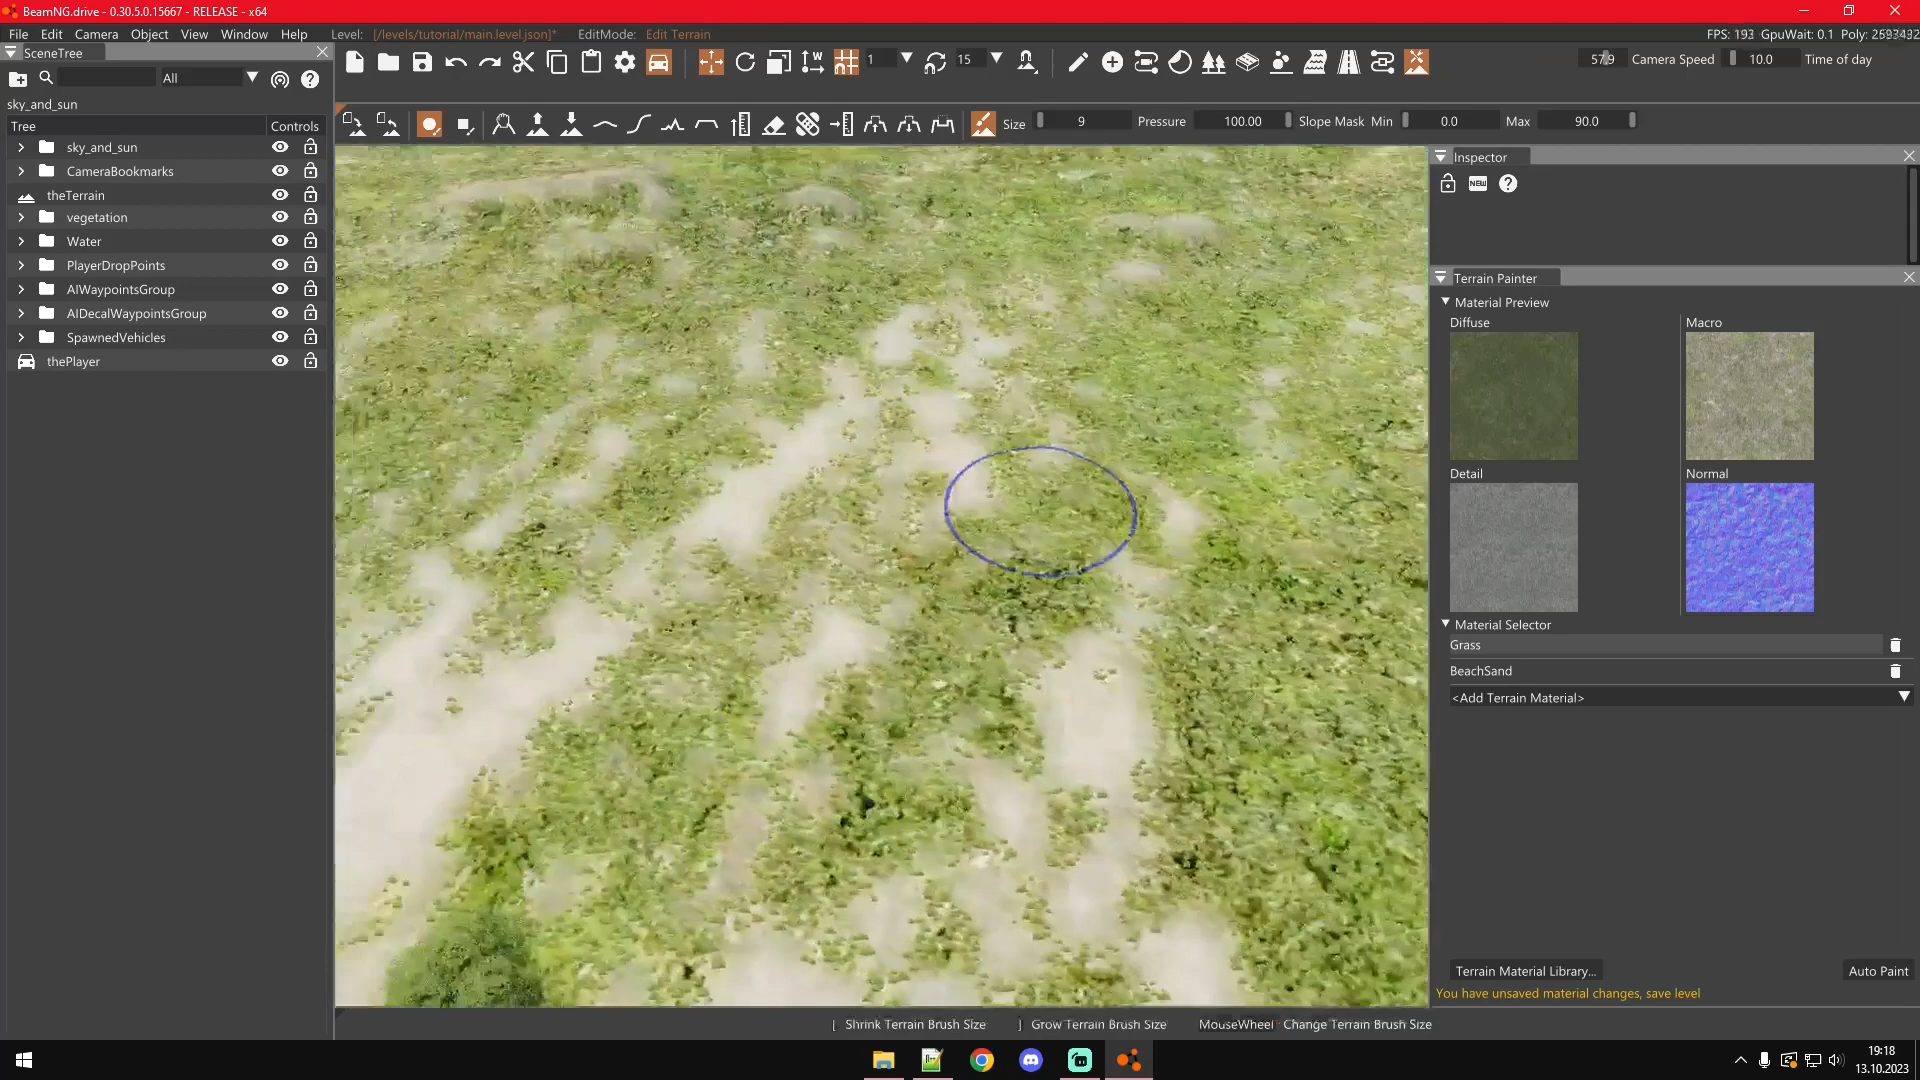 BeamNG.drive - 0.30.5.0.15667 - RELEASE - x64
File Edit Camera Object View Window Help Level: [/levels/tutorial/main.level.json]* EditMode: Edit Terrain
FPS: 193 GpuWait: 0.1 Poly:
SceneTree
All
1 15
57.9 Camera Speed 10.0 Time of day
sky_and_sun
Tree Controls
Size 9 Pressure 100.00 Slope Mask Min 0.0 Max 90.0
sky_and_sun
CameraBookmarks
theTerrain
vegetation
Water
PlayerDropPoints
AIWaypointsGroup
AIDecalWaypointsGroup
SpawnedVehicles
thePlayer
Inspector
NEW
Terrain Painter
Material Preview
Diffuse Macro
Detail Normal
Material Selector
Grass
BeachSand
<Add Terrain Material>
Terrain Material Library... Auto Paint
You have unsaved material changes, save level
[ Shrink Terrain Brush Size ] Grow Terrain Brush Size MouseWheel Change Terrain Brush Size
19:18
13.10.2023